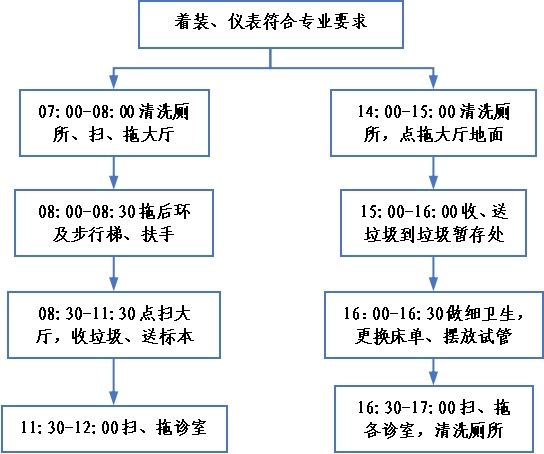 着装、仪表符合专业要求
07:00-08:00清洗厕
所、扫、拖大厅
08:00-08:30拖后环
及步行梯、扶手
08:30-11:30点扫大
厅，收垃圾、送标本
11:30-12:00扫、拖诊室
14:00-15:00清洗厕
所，点拖大厅地面
15:00-16:00收、送
垃圾到垃圾暂存处
16：00-16:30做细卫生，
更换床单、摆放试管
16:30-17:00扫、拖
各诊室，清洗厕所